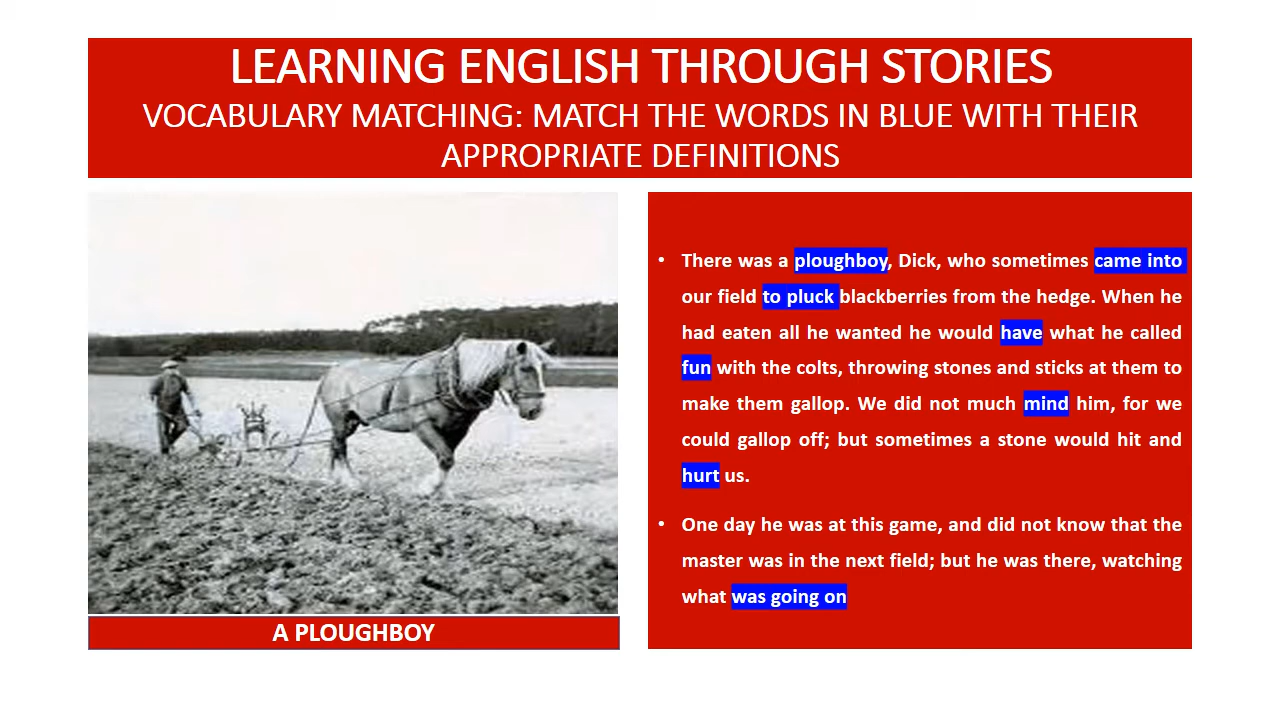 LEARNING ENGLISH THROUGH STORIES
VOCABULARY MATCHING: MATCH THE WORDS IN BLUE WITH THEIR
APPROPRIATE DEFINITIONS
A PLOUGHBOY
• There was a ploughboy, Dick, who sometimes came into
our field to pluck blackberries from the hedge. When he
had eaten all he wanted he would have what he called
fun with the colts, throwing stones and sticks at them to
make them gallop. We did not much mind him, for we
could gallop off; but sometimes a stone would hit and
hurt us.
• One day he was at this game, and did not know that the
master was in the next field; but he was there, watching
what was going on